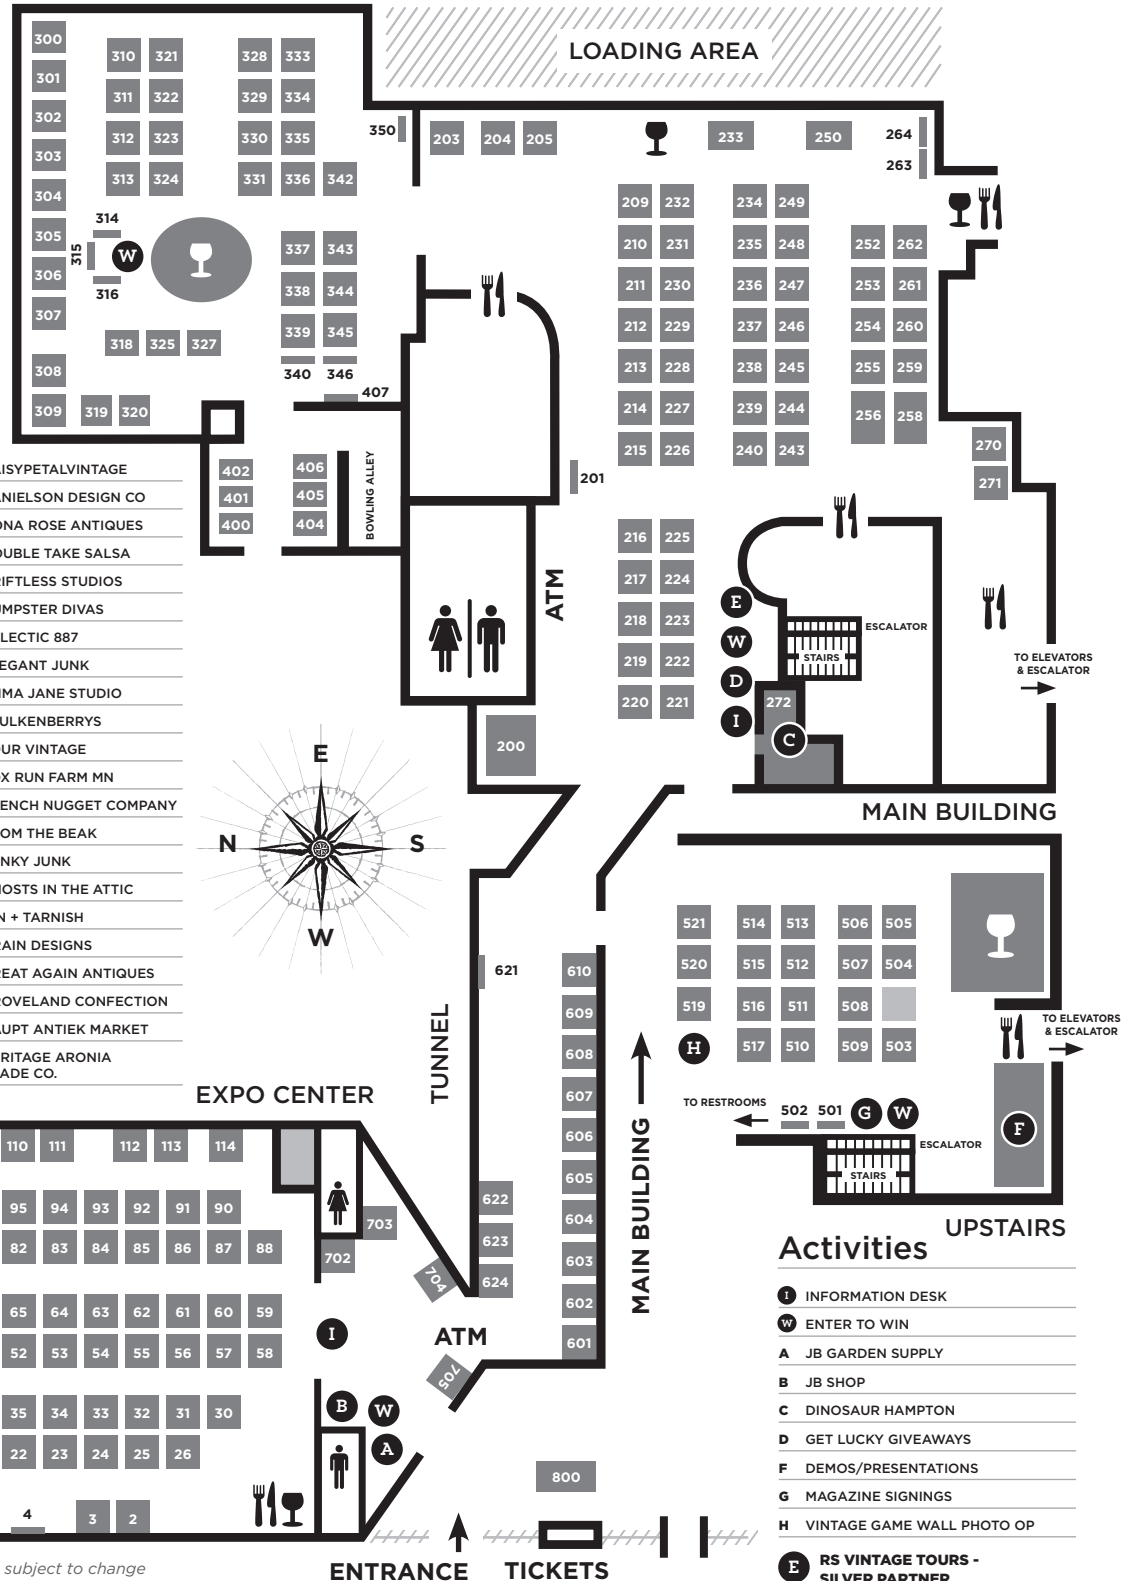 LOADING AREA
300
301
302
303
304
305
306
307
308
309
310 321
311 322
312 323
313 324
328 333
329 334
330 335
331 336 342
314
315
316
W
337 343
338 344
339 345
340 346
318 325 327
319 320
350
407
203 204 205
233 250
264
263
209 232
210 231
211 230
212 229
213 228
214 227
215 226
234 249
235 248
236 247
237 246
238 245
239 244
240 243
252 262
253 261
254 260
255 259
256 258
270
271
201
402
401
400
406
405
404
BOWLING ALLEY
216 225
217 224
218 223
219 222
220 221
ATM
E
W
D
I
272
C
ESCALATOR
STAIRS
TO ELEVATORS
& ESCALATOR
200
MAIN BUILDING
ISYPETALVINTAGE
NIELSON DESIGN CO
NA ROSE ANTIQUES
UBLE TAKE SALSA
IFTLESS STUDIOS
MPSTER DIVAS
LECTIC 887
EGANT JUNK
MA JANE STUDIO
ULKENBERRYS
UR VINTAGE
X RUN FARM MN
ENCH NUGGET COMPANY
OM THE BEAK
NKY JUNK
OSTS IN THE ATTIC
N + TARNISH
AIN DESIGNS
EAT AGAIN ANTIQUES
OVELAND CONFECTION
UPT ANTIEK MARKET
RITAGE ARONIA
ADE CO.
E
N S
W
521 514 513 506 505
520 515 512 507 504
519 516 511 508
H 517 510 509 503
TO ELEVATORS
& ESCALATOR
TO RESTROOMS
502 501 G W
F
ESCALATOR
STAIRS
UPSTAIRS
621
610
609
608
607
606
605
604
603
602
601
622
623
624
TUNNEL
MAIN BUILDING
EXPO CENTER
110 111 112 113 114
95 94 93 92 91 90
82 83 84 85 86 87 88
65 64 63 62 61 60 59
52 53 54 55 56 57 58
35 34 33 32 31 30
22 23 24 25 26
4 3 2
703
702
704
I
ATM
705
B
W
A
800
ENTRANCE
TICKETS
subject to change
Activities
I INFORMATION DESK
W ENTER TO WIN
A JB GARDEN SUPPLY
B JB SHOP
C DINOSAUR HAMPTON
D GET LUCKY GIVEAWAYS
F DEMOS/PRESENTATIONS
G MAGAZINE SIGNINGS
H VINTAGE GAME WALL PHOTO OP
E RS VINTAGE TOURS -
SILVER PARTNER